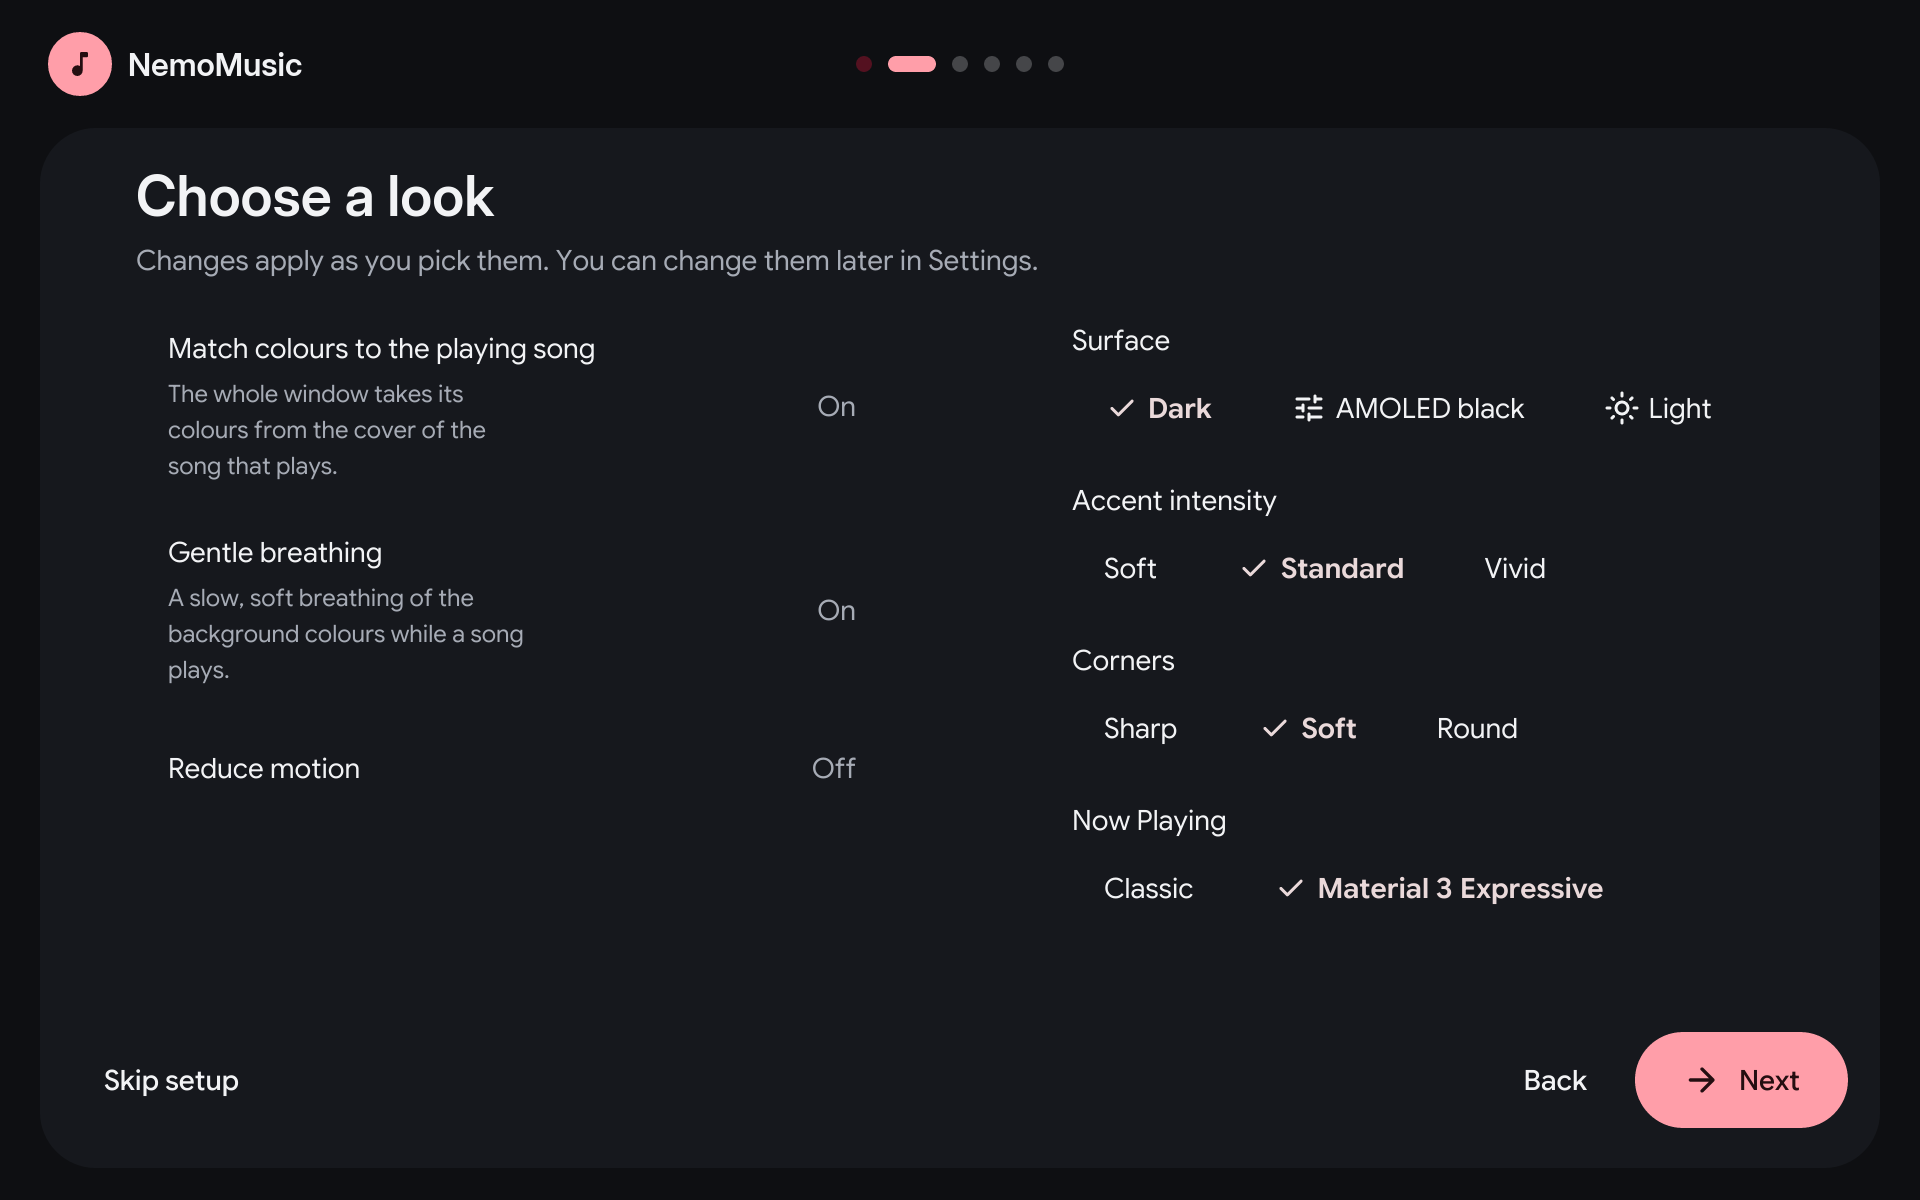 NemoMusic
Choose a look
Changes apply as you pick them. You can change them later in Settings.
Match colours to the playing song
The whole window takes its
colours from the cover of the
song that plays.
On
Gentle breathing
A slow, soft breathing of the
background colours while a song
plays.
On
Reduce motion
Off
Surface
Dark
AMOLED black
Light
Accent intensity
Soft
Standard
Vivid
Corners
Sharp
Soft
Round
Now Playing
Classic
Material 3 Expressive
Skip setup
Back
Next